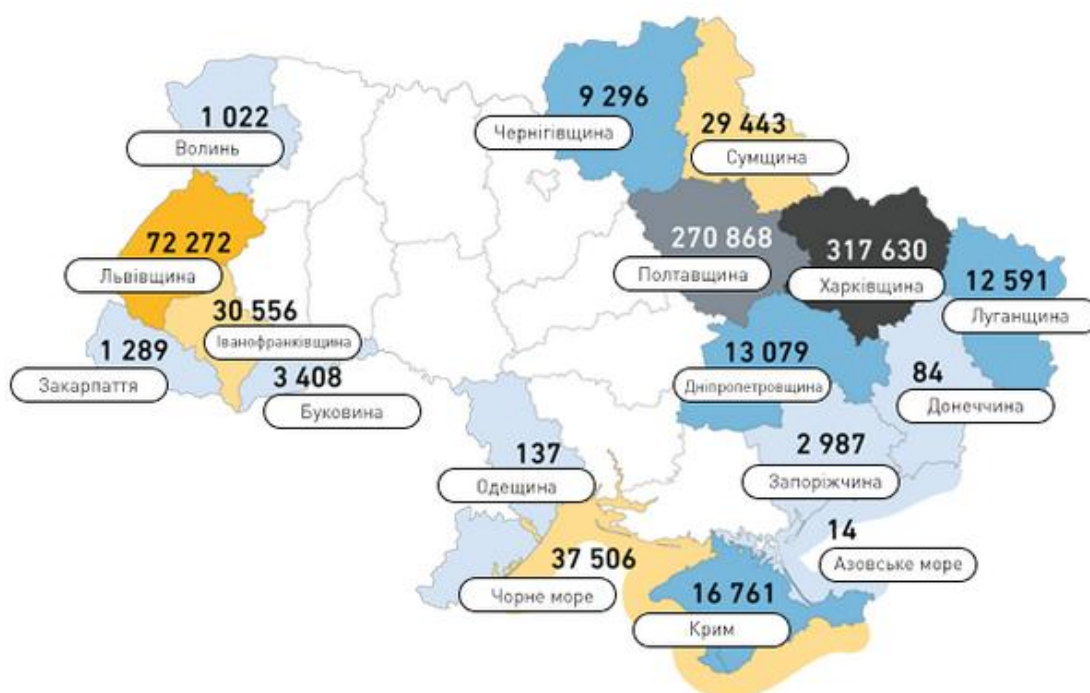 9 296
Чернігівщина
1 022
Волинь
29 443
Сумщина
72 272
Львівщина
270 868
Полтавщина
317 630
Харківщина
12 591
Луганщина
30 556
Іванофранківщина
1 289
Закарпаття
3 408
Буковина
13 079
Дніпропетровщина
84
Донеччина
137
Одещина
2 987
Запоріжчина
14
Азовське море
37 506
Чорне море
16 761
Крим